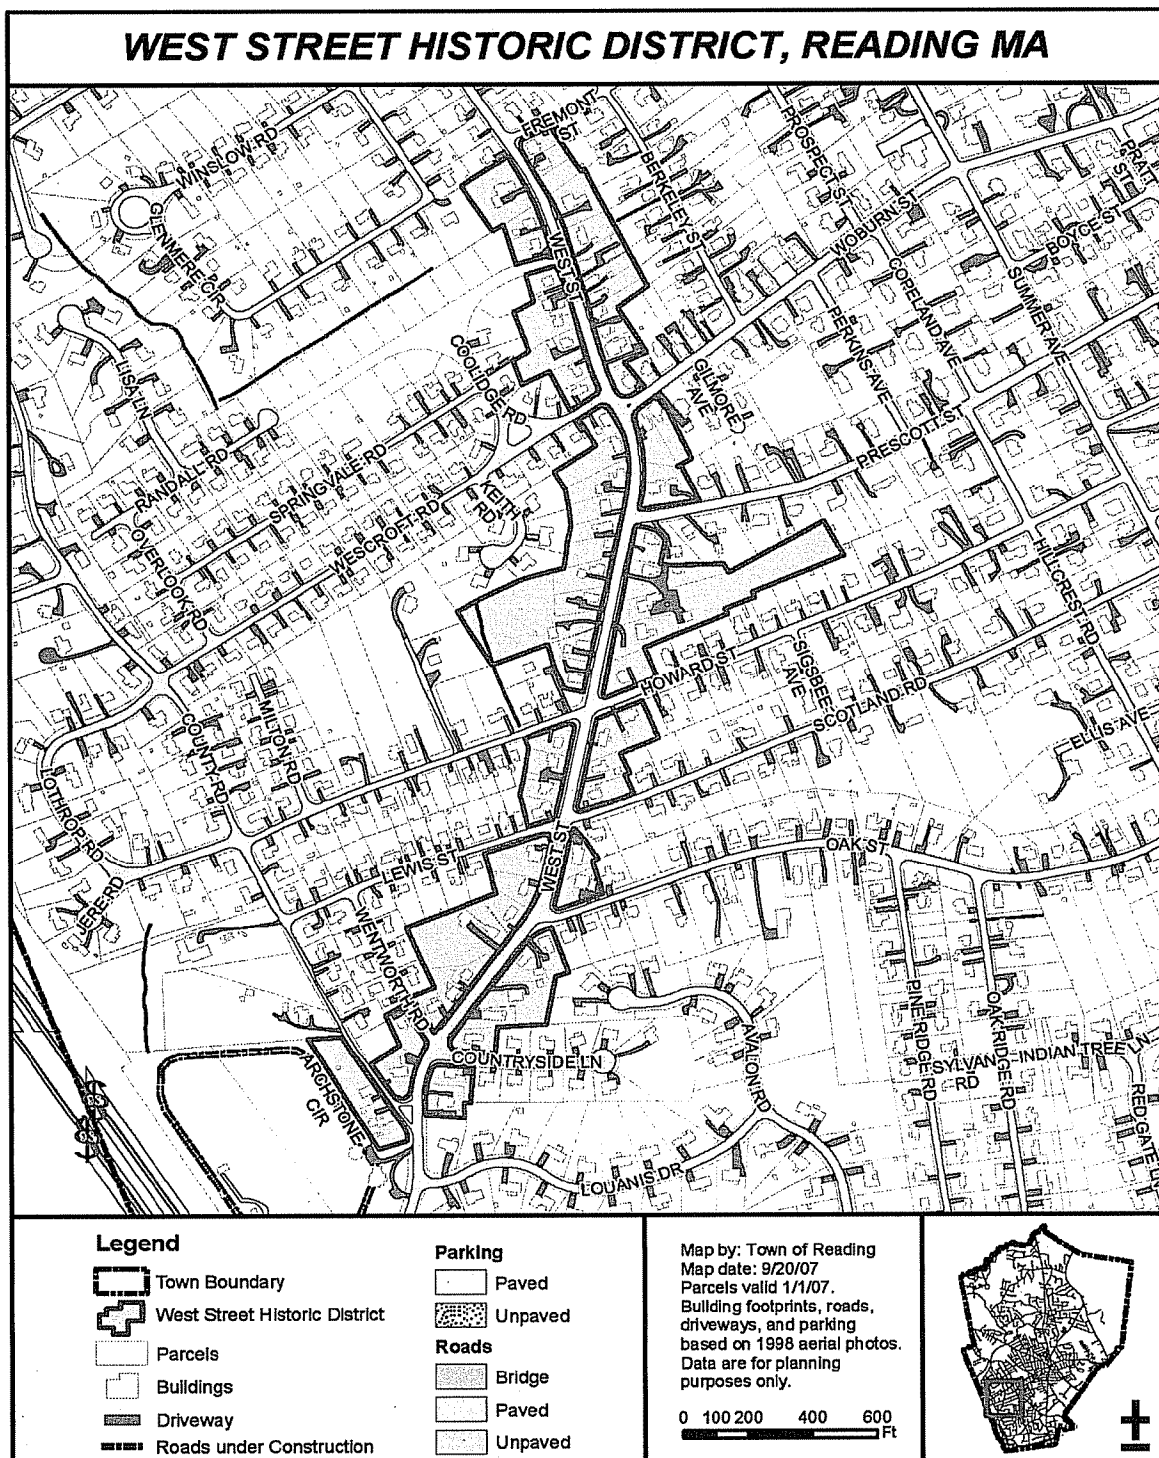 WEST STREET HISTORIC DISTRICT, READING MA
FREMONT
ST
WINSLOW RD
GLENMERE CIR
BERKELEY ST
PROSPECT ST
PRATT
ST
WOBURN ST
BOYCE ST
WEST ST
COPELAND AVE
SUMMER AVE
PERKINS AVE
LISA LN
COOLIDGE RD
GILMORE
AVE
PRESCOTT ST
RANDALL RD
SPRINGVALE RD
OVERLOOK RD
WESCROFT RD
KEITH
RD
HILLCREST RD
HOWARD ST
SIGSBEE
AVE
SCOTLAND RD
ELLIS AVE
COUNTY RD
MILTON RD
LOTHROP RD
LEWIS ST
WEST ST
OAK ST
ERE RD
WENTWORTH RD
PINE RIDGE RD
OAK RIDGE RD
COUNTRYSIDE LN
AVALON RD
SYLVAN
RD
INDIAN TREE LN
RED GATE LN
ARCHSTONE
CIR
LOUANIS DR
Legend
Town Boundary
West Street Historic District
Parcels
Buildings
Driveway
Roads under Construction
Parking
Paved
Unpaved
Roads
Bridge
Paved
Unpaved
Map by: Town of Reading
Map date: 9/20/07
Parcels valid 1/1/07.
Building footprints, roads,
driveways, and parking
based on 1998 aerial photos.
Data are for planning
purposes only.
0 100 200 400 600
Ft